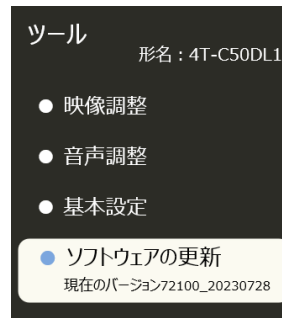 ツール
形名：4T-C50DL1
映像調整
音声調整
基本設定
ソフトウェアの更新
現在のバージョン72100_20230728